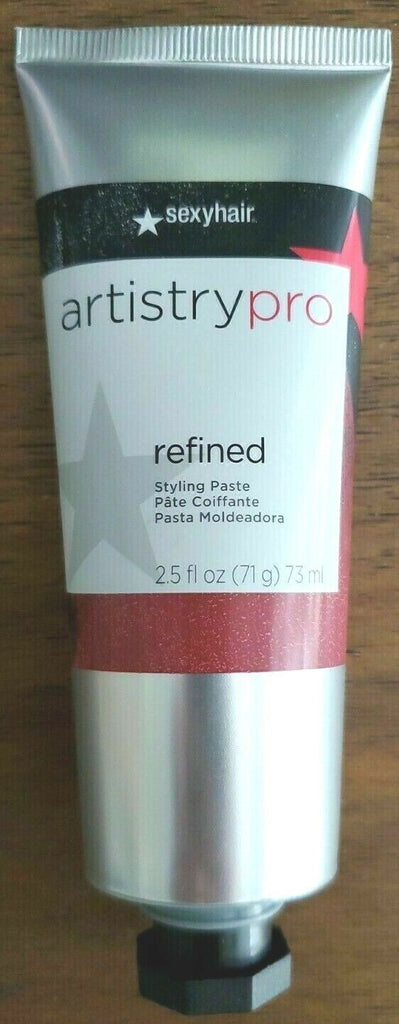 sexyhair
artistrypro
refined
Styling Paste
Pâte Coiffante
Pasta Moldeadora
2.5 fl oz (71 g) 73 ml